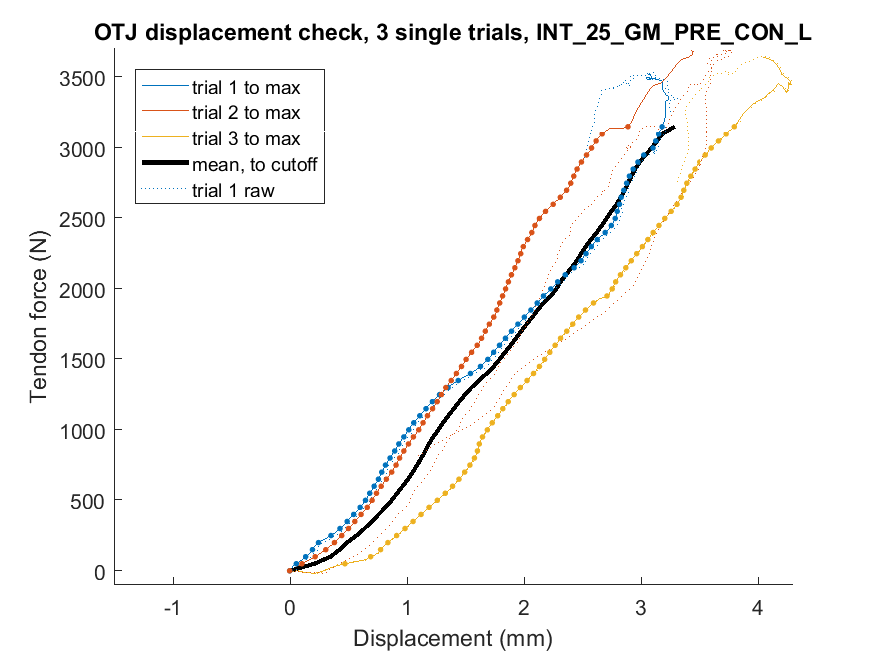 OTJ displacement check, 3 single trials, INT_25_GM_PRE_CON_L
3500
3000
2500
2000
1500
1000
500
0
Tendon force (N)
trial 1 to max
trial 2 to max
trial 3 to max
mean, to cutoff
trial 1 raw
-1
0
1
2
3
4
Displacement (mm)